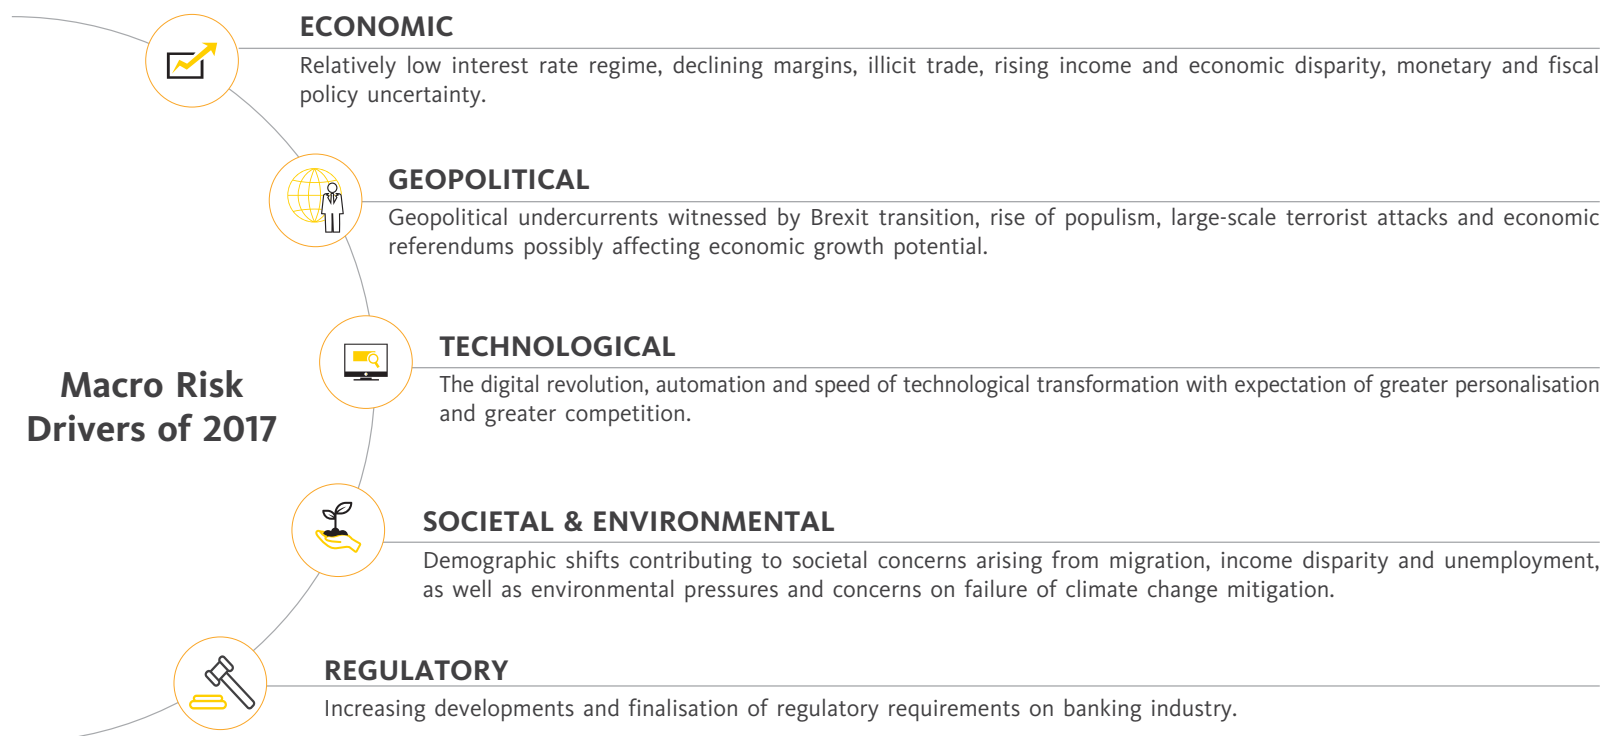 ECONOMIC
Relatively low interest rate regime, declining margins, illicit trade, rising income and economic disparity, monetary and fiscal
policy uncertainty.
GEOPOLITICAL
Geopolitical undercurrents witnessed by Brexit transition, rise of populism, large-scale terrorist attacks and economic
referendums possibly affecting economic growth potential.
TECHNOLOGICAL
The digital revolution, automation and speed of technological transformation with expectation of greater personalisation
and greater competition.
Macro Risk
Drivers of 2017
SOCIETAL & ENVIRONMENTAL
Demographic shifts contributing to societal concerns arising from migration, income disparity and unemployment,
as well as environmental pressures and concerns on failure of climate change mitigation.
REGULATORY
Increasing developments and finalisation of regulatory requirements on banking industry.